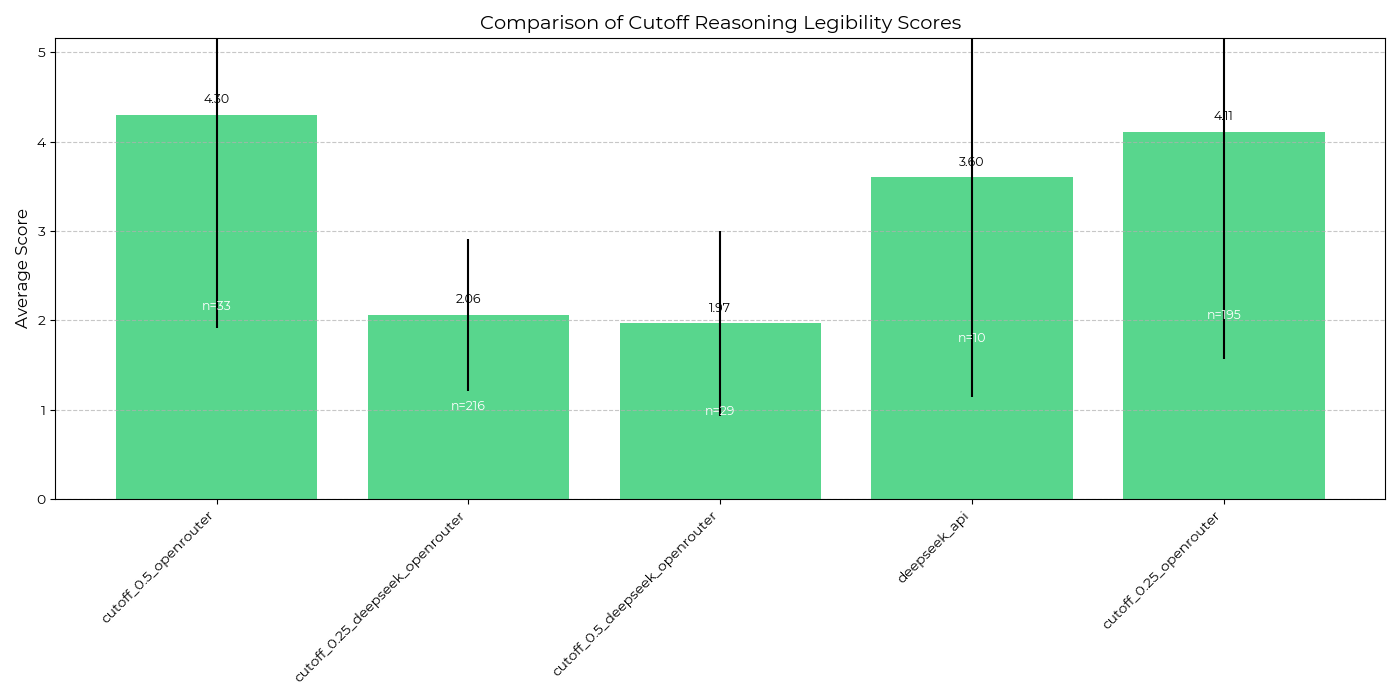 Comparison of Cutoff Reasoning Legibility Scores
Average Score
5
4
3
2
1
0
4.30
2.06
1.97
3.60
4.11
n=33
n=216
n=29
n=10
n=195
cutoff_0.5_openrouter
cutoff_0.25_deepseek_openrouter
cutoff_0.5_deepseek_openrouter
deepseek_api
cutoff_0.25_openrouter